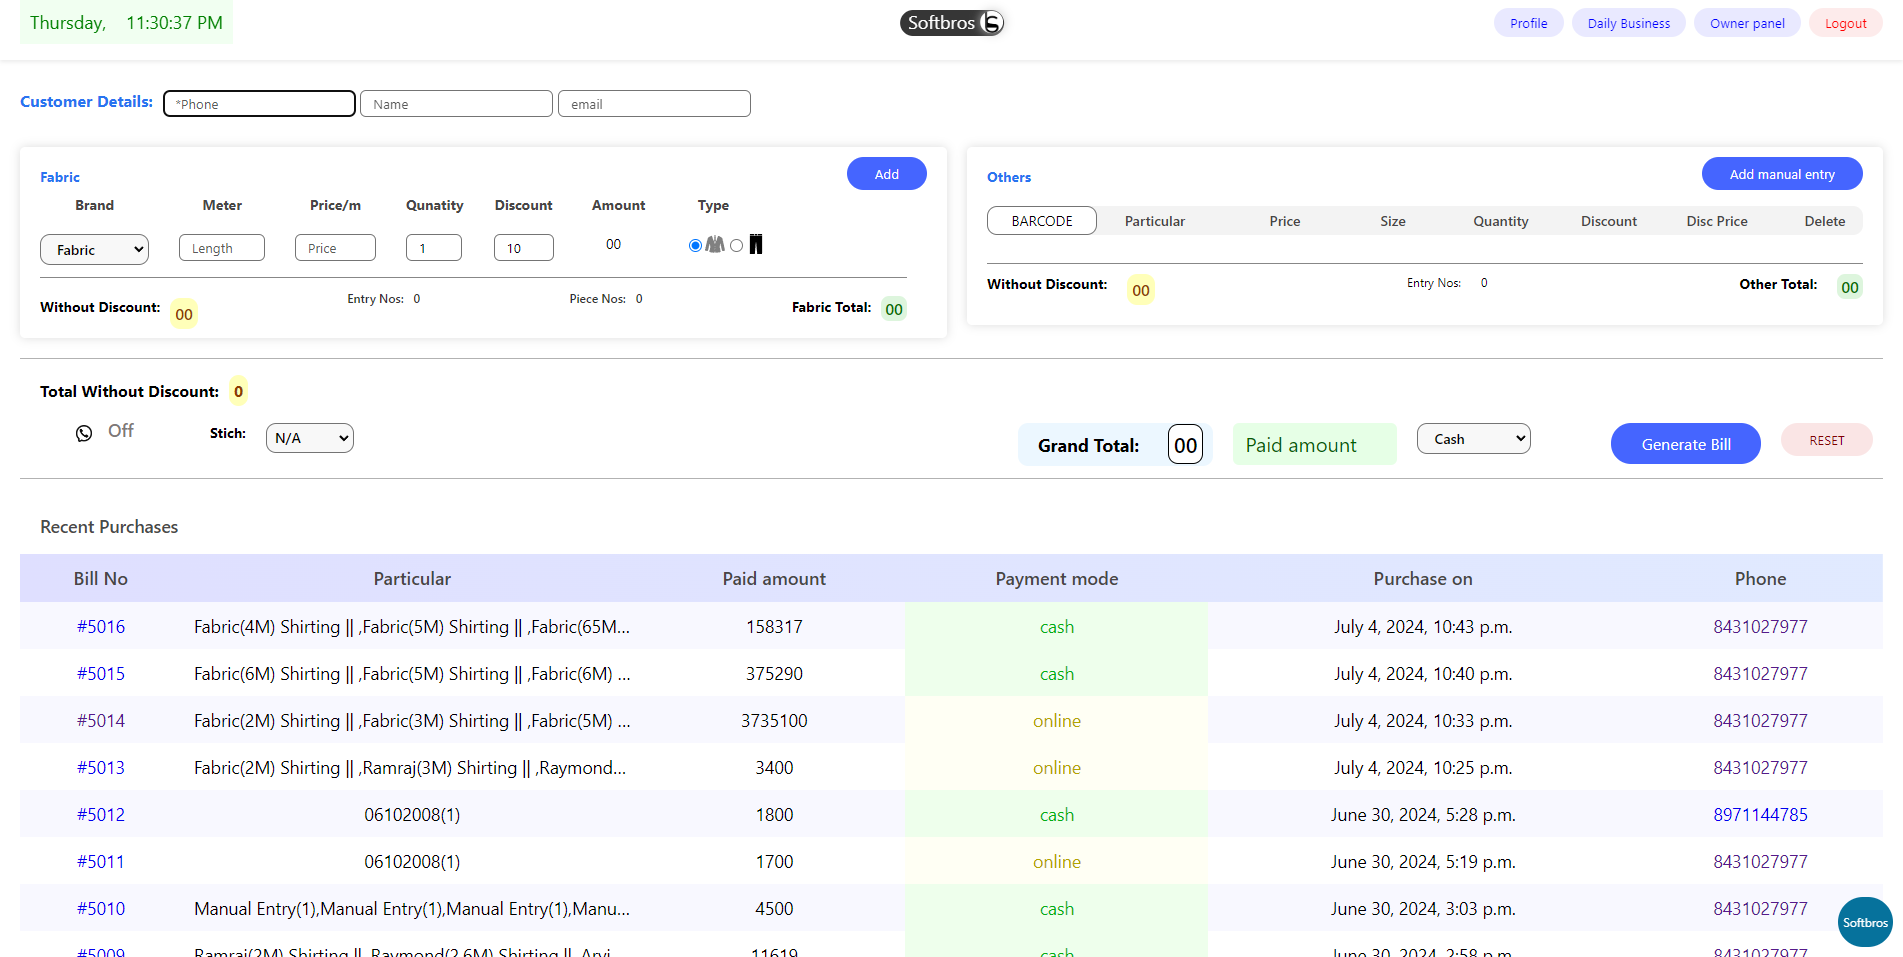 Thursday, 11:30:37 PM
Softbros S
Profile Daily Business Owner panel Logout
Customer Details: *Phone Name email
Fabric Add
Brand Meter Price/m Qunatity Discount Amount Type
Fabric Length Price 1 10 00
Without Discount: 00 Entry Nos: 0 Piece Nos: 0 Fabric Total: 00
Others Add manual entry
BARCODE Particular Price Size Quantity Discount Disc Price Delete
Without Discount: 00 Entry Nos: 0 Other Total: 00
Total Without Discount: 0
Off Stich: N/A Grand Total: 00 Paid amount Cash Generate Bill RESET
Recent Purchases
Bill No Particular Paid amount Payment mode Purchase on Phone
#5016 Fabric(4M) Shirting || ,Fabric(5M) Shirting || ,Fabric(65M... 158317 cash July 4, 2024, 10:43 p.m. 8431027977
#5015 Fabric(6M) Shirting || ,Fabric(5M) Shirting || ,Fabric(6M) ... 375290 cash July 4, 2024, 10:40 p.m. 8431027977
#5014 Fabric(2M) Shirting || ,Fabric(3M) Shirting || ,Fabric(5M) ... 3735100 online July 4, 2024, 10:33 p.m. 8431027977
#5013 Fabric(2M) Shirting || ,Ramraj(3M) Shirting || ,Raymond... 3400 online July 4, 2024, 10:25 p.m. 8431027977
#5012 06102008(1) 1800 cash June 30, 2024, 5:28 p.m. 8971144785
#5011 06102008(1) 1700 online June 30, 2024, 5:19 p.m. 8431027977
#5010 Manual Entry(1),Manual Entry(1),Manual Entry(1),Manu... 4500 cash June 30, 2024, 3:03 p.m. 8431027977
Softbros
#5009 Ramraj(2M) Shirting || ,Raymond(2.6M) Shirting || ,Arvi... 11619 cash June 30, 2024, 2:58 p.m. 8431027977